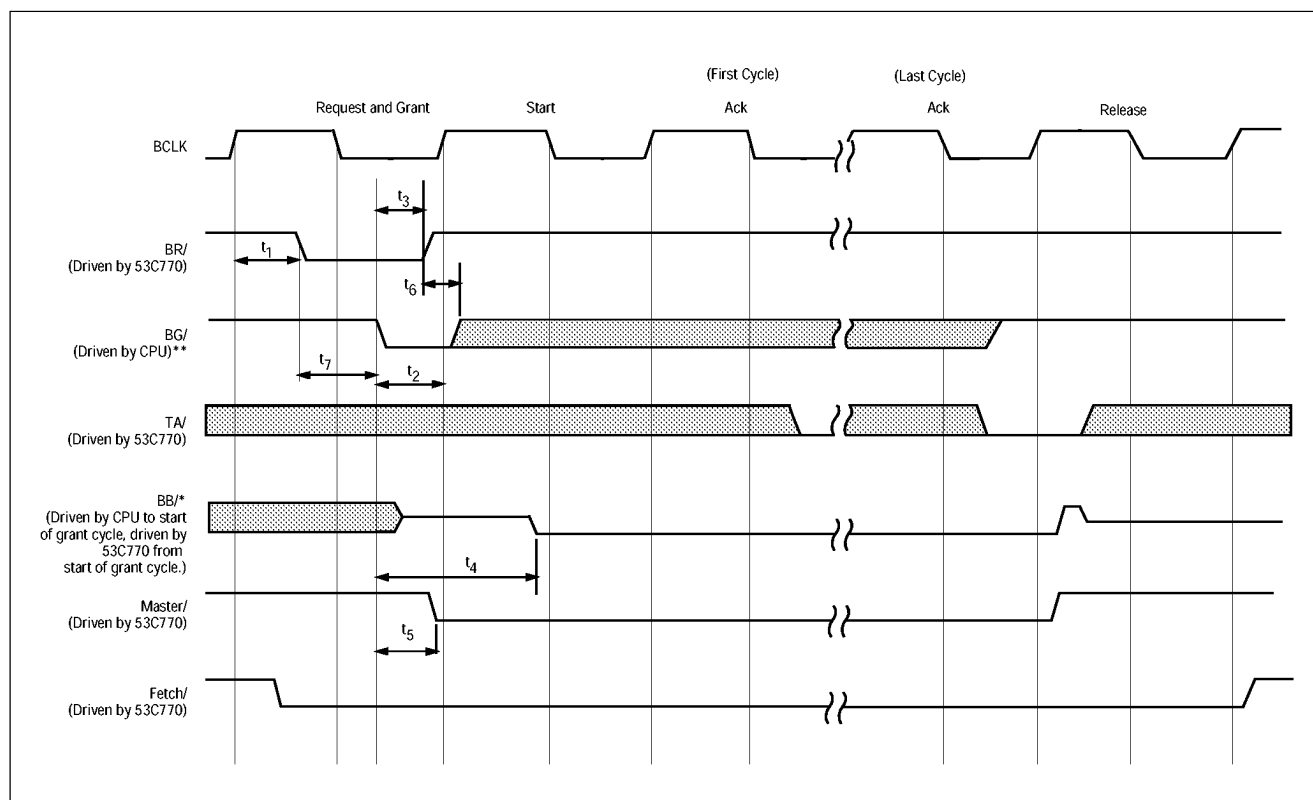 (First Cycle)
(Last Cycle)
Request and Grant
Start
Ack
Ack
Release
BCLK
t3
BR/
(Driven by 53C770)
t1
t6
BG/
(Driven by CPU)**
t7
t2
TA/
(Driven by 53C770)
BB/*
(Driven by CPU to start
of grant cycle, driven by
53C770 from
start of grant cycle.)
t4
Master/
(Driven by 53C770)
t5
Fetch/
(Driven by 53C770)